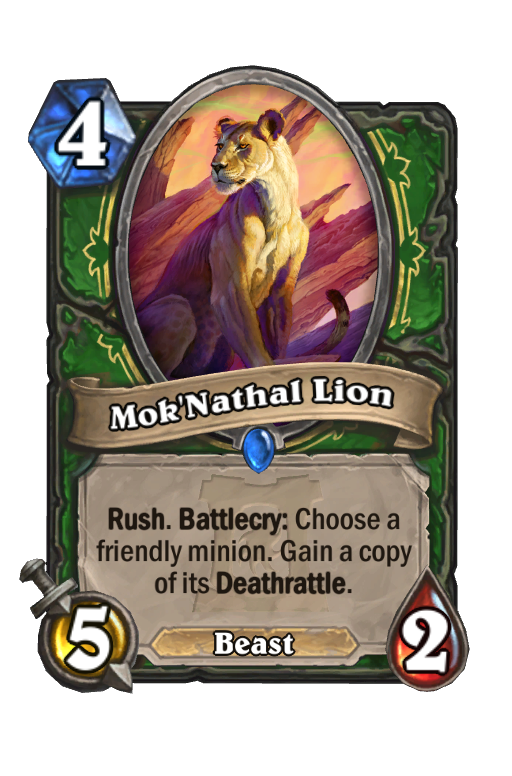 4
Mok'Nathal Lion
Rush. Battlecry: Choose a
friendly minion. Gain a copy
of its Deathrattle.
5
Beast
2